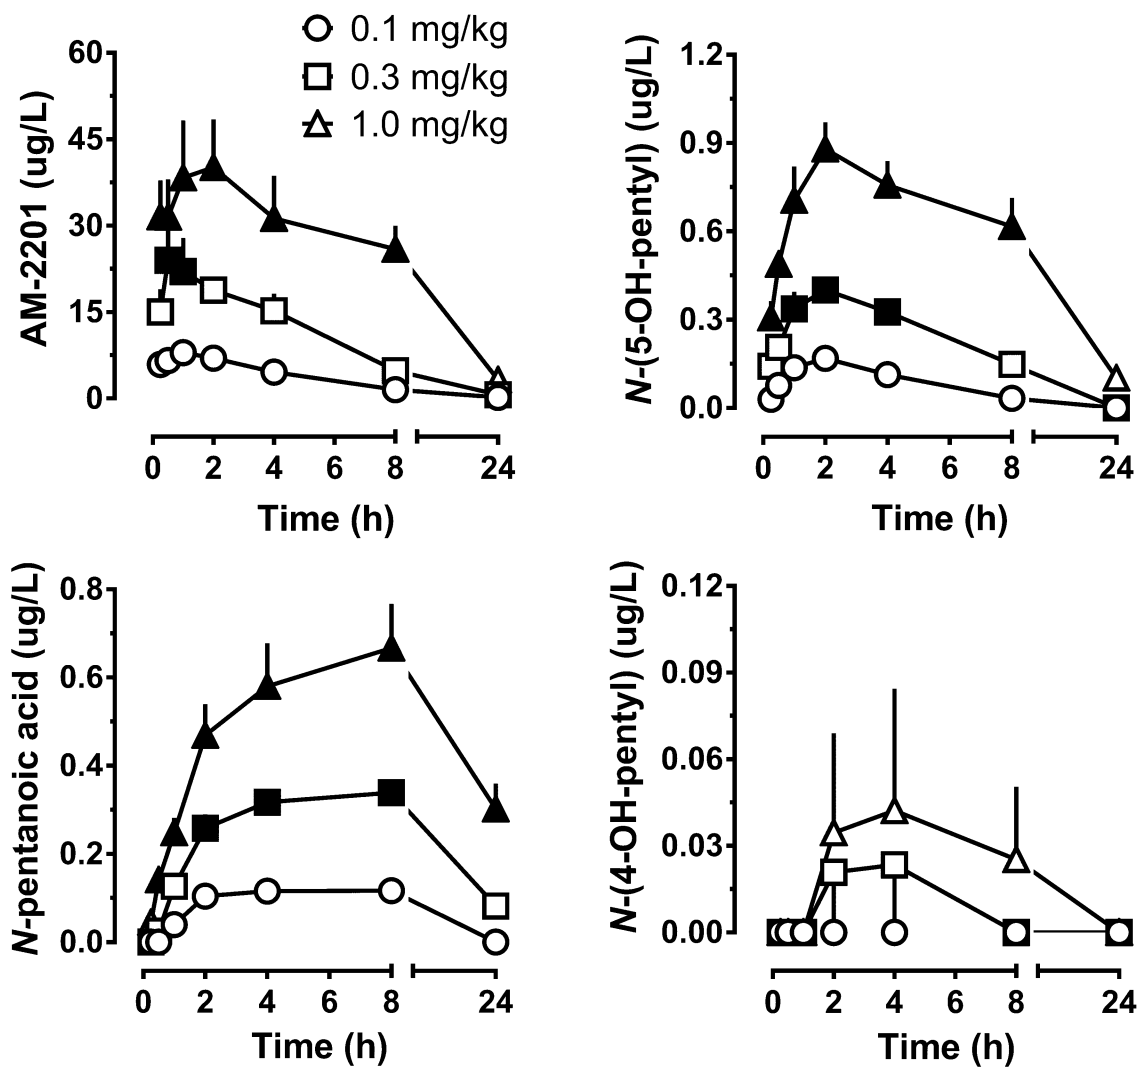 0.1 mg/kg
0.3 mg/kg
1.0 mg/kg
AM-2201 (ug/L)
60
45
30
15
0
0 2 4 6 8 24
Time (h)
N-(5-OH-pentyl) (ug/L)
1.2
0.9
0.6
0.3
0.0
0 2 4 6 8 24
Time (h)
N-pentanoic acid (ug/L)
0.8
0.6
0.4
0.2
0.0
0 2 4 6 8 24
Time (h)
N-(4-OH-pentyl) (ug/L)
0.12
0.09
0.06
0.03
0.00
0 2 4 6 8 24
Time (h)